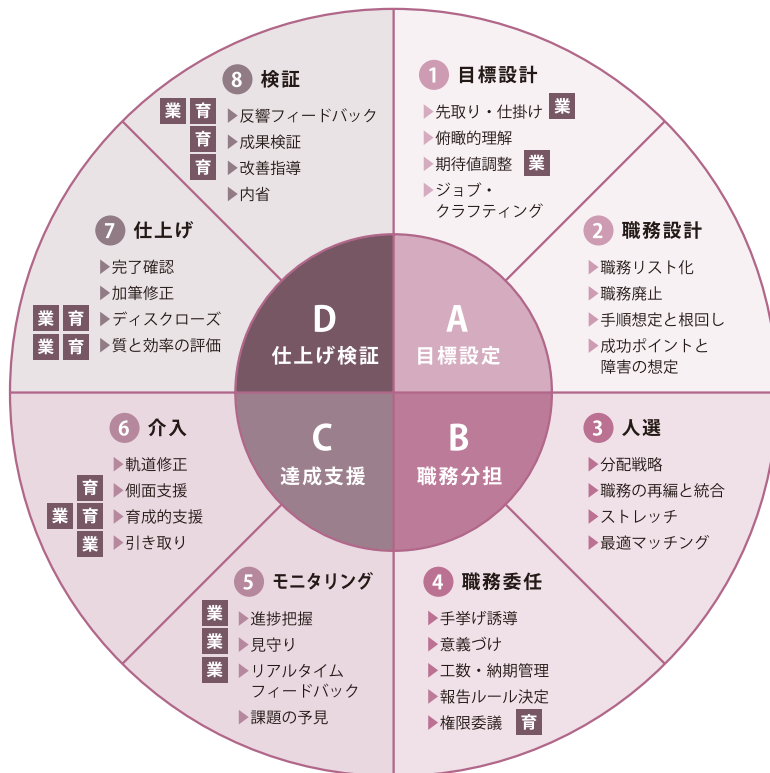 1 目標設計
▶先取り・仕掛け 業
▶俯瞰的理解
▶期待値調整 業
▶ジョブ・
クラフティング
2 職務設計
▶職務リスト化
▶職務廃止
▶手順想定と根回し
▶成功ポイントと
障害の想定
3 人選
▶分配戦略
▶職務の再編と統合
▶ストレッチ
▶最適マッチング
4 職務委任
▶手挙げ誘導
▶意義づけ
▶工数・納期管理
▶報告ルール決定
▶権限委議 育
5 モニタリング
業 ▶進捗把握
業 ▶見守り
業 ▶リアルタイム
フィードバック
▶課題の予見
6 介入
▶軌道修正
育 ▶側面支援
業 育 ▶育成的支援
業 ▶引き取り
7 仕上げ
▶完了確認
▶加筆修正
業 育 ▶ディスクローズ
業 育 ▶質と効率の評価
8 検証
業 育 ▶反響フィードバック
育 ▶成果検証
育 ▶改善指導
▶内省
A
目標設定
B
職務分担
C
達成支援
D
仕上げ検証